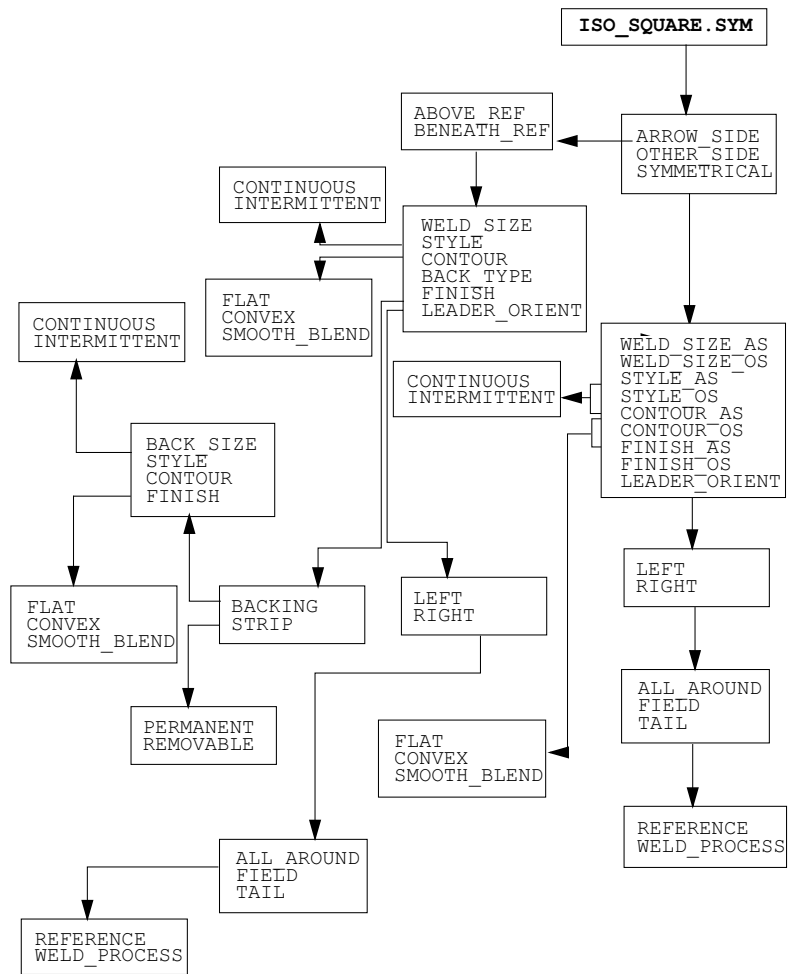 ISO_SQUARE.SYM
ABOVE_REF
BENEATH_REF
ARROW_SIDE
OTHER_SIDE
SYMMETRICAL
CONTINUOUS
INTERMITTENT
WELD_SIZE
STYLE
CONTOUR
BACK_TYPE
FINISH
LEADER_ORIENT
FLAT
CONVEX
SMOOTH_BLEND
CONTINUOUS
INTERMITTENT
WELD_SIZE_AS
WELD_SIZE_OS
STYLE_AS
STYLE_OS
CONTOUR_AS
CONTOUR_OS
FINISH_AS
FINISH_OS
LEADER_ORIENT
CONTINUOUS
INTERMITTENT
BACK_SIZE
STYLE
CONTOUR
FINISH
FLAT
CONVEX
SMOOTH_BLEND
BACKING
STRIP
LEFT
RIGHT
LEFT
RIGHT
PERMANENT
REMOVABLE
FLAT
CONVEX
SMOOTH_BLEND
ALL_AROUND
FIELD
TAIL
REFERENCE
WELD_PROCESS
ALL_AROUND
FIELD
TAIL
REFERENCE
WELD_PROCESS